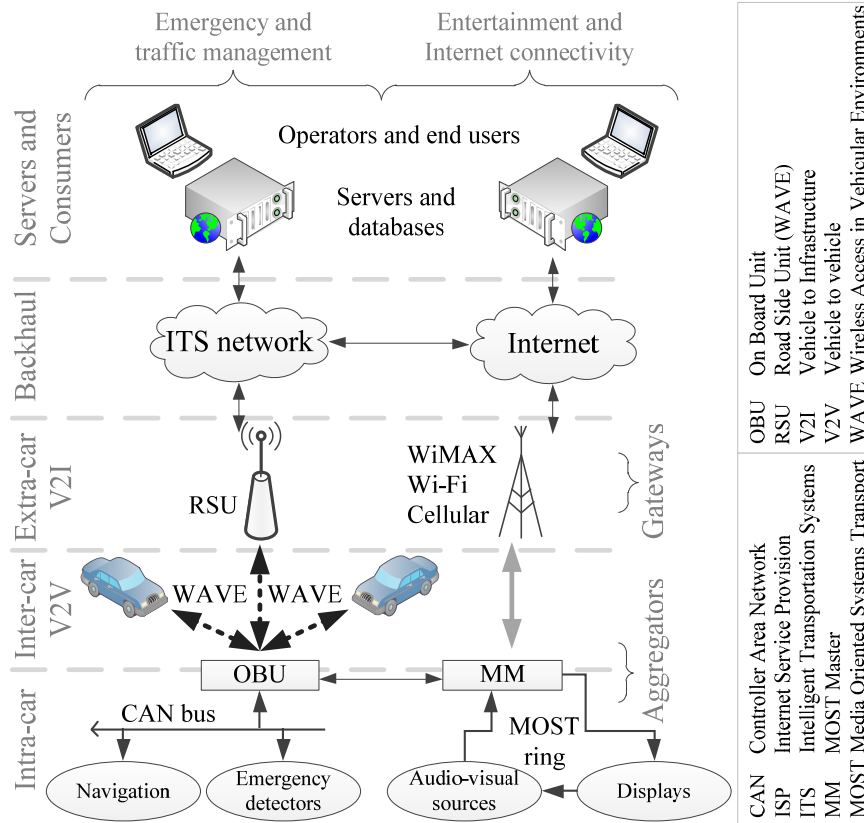 Emergency and
traffic management
Entertainment and
Internet connectivity
Servers and
Consumers
Operators and end users
Servers and
databases
Backhaul
ITS network
Internet
Extra-car
V2I
RSU
WiMAX
Wi-Fi
Cellular
Gateways
Inter-car
V2V
WAVE
WAVE
Aggregators
OBU
MM
Intra-car
CAN bus
MOST
ring
Navigation
Emergency
detectors
Audio-visual
sources
Displays
OBU On Board Unit
RSU Road Side Unit (WAVE)
V2I Vehicle to Infrastructure
V2V Vehicle to vehicle
WAVE Wireless Access in Vehicular Environments
CAN Controller Area Network
ISP Internet Service Provision
ITS Intelligent Transportation Systems
MM MOST Master
MOST Media Oriented Systems Transport